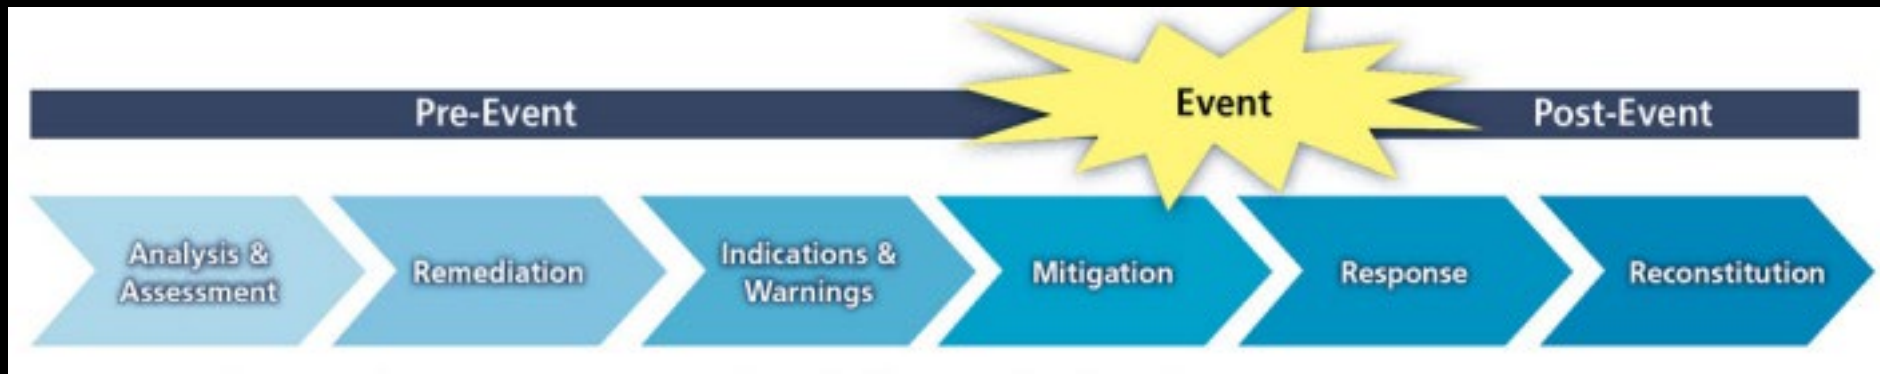 Pre-Event
Event
Post-Event
Analysis &
Assessment
Remediation
Indications &
Warnings
Mitigation
Response
Reconstitution